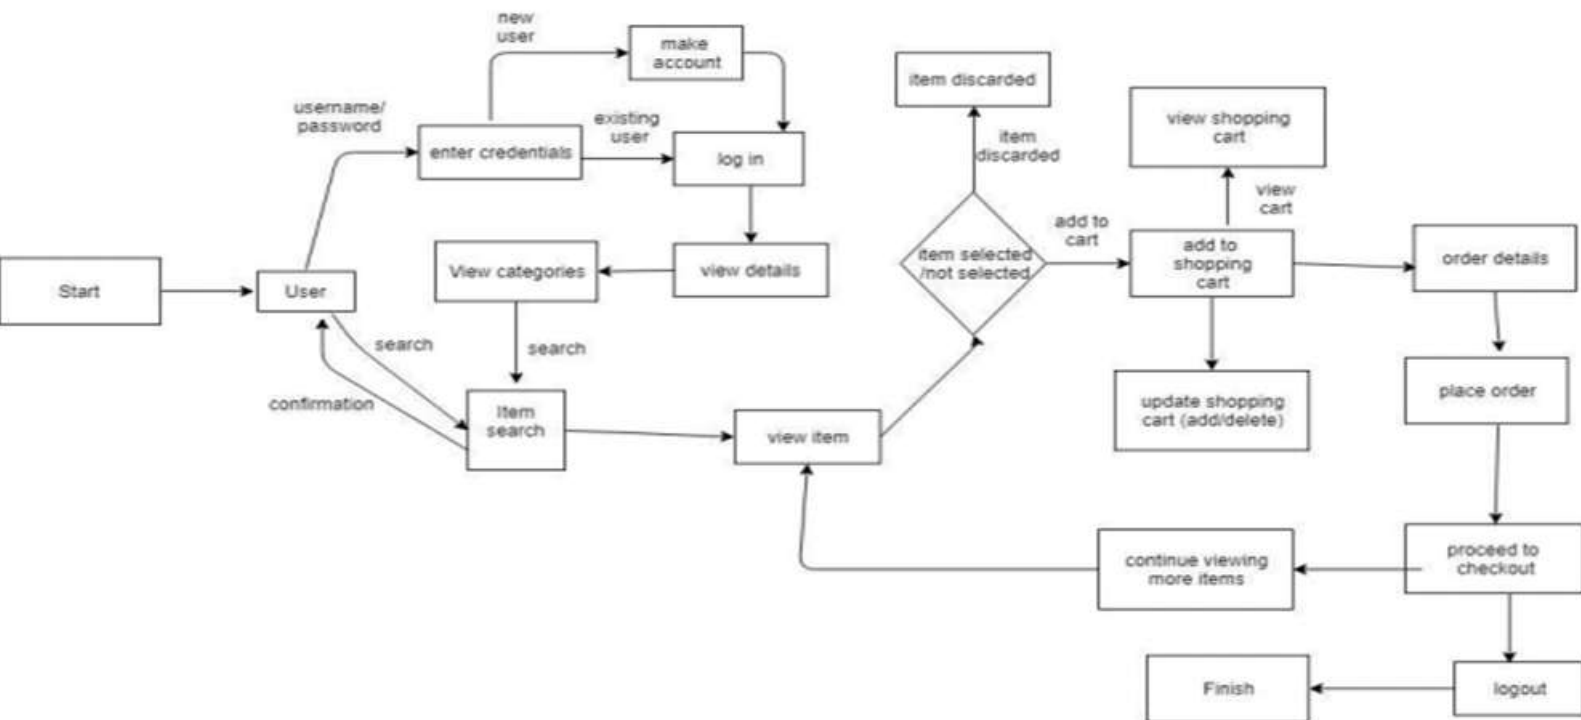 new
user
make
account
username/
password
enter credentials
existing
user
log in
item discarded
item
discarded
view shopping
cart
view
cart
add to
cart
add to
shopping
cart
order details
item selected
/not selected
View categories
view details
Start
User
search
search
confirmation
Item
search
view item
update shopping
cart (add/delete)
place order
continue viewing
more items
proceed to
checkout
Finish
logout